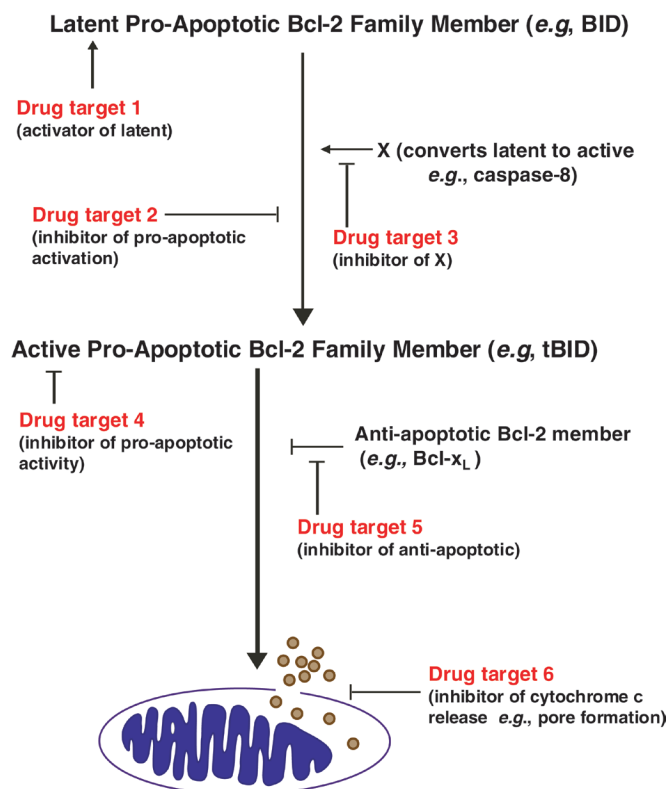 Latent Pro-Apoptotic Bcl-2 Family Member (e.g, BID)
Drug target 1
(activator of latent)
X (converts latent to active
e.g., caspase-8)
Drug target 2
(inhibitor of pro-apoptotic
activation)
Drug target 3
(inhibitor of X)
Active Pro-Apoptotic Bcl-2 Family Member (e.g, tBID)
Drug target 4
(inhibitor of pro-apoptotic
activity)
Anti-apoptotic Bcl-2 member
(e.g., Bcl-xL )
Drug target 5
(inhibitor of anti-apoptotic)
Drug target 6
(inhibitor of cytochrome c
release e.g., pore formation)